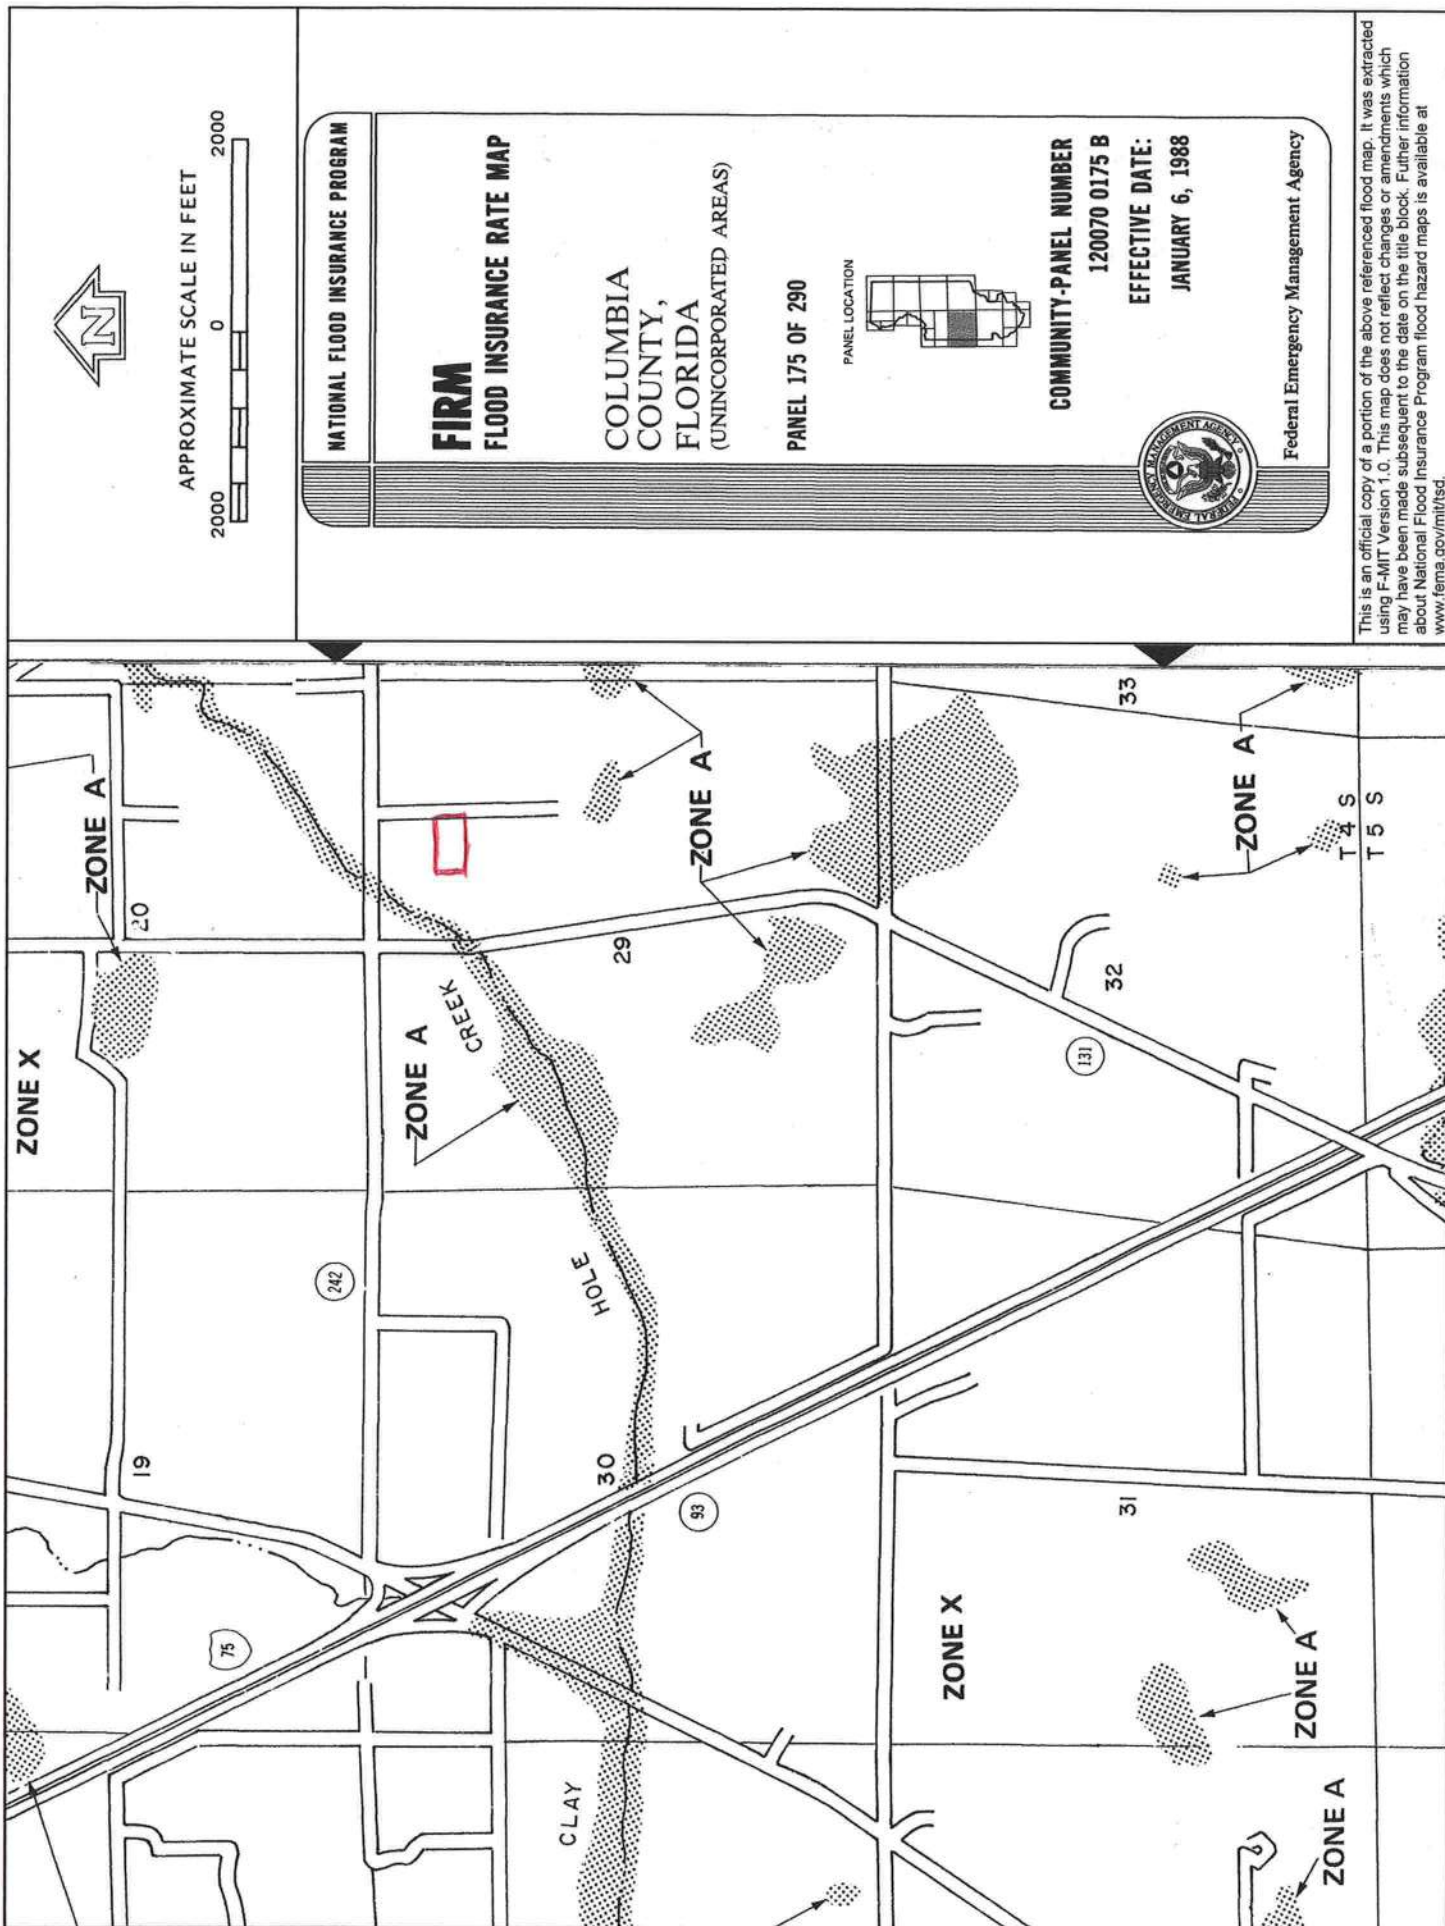 APPROXIMATE SCALE IN FEET
2000 0 2000
N
NATIONAL FLOOD INSURANCE PROGRAM
FIRM
FLOOD INSURANCE RATE MAP
COLUMBIA
COUNTY,
FLORIDA
(UNINCORPORATED AREAS)
PANEL 175 OF 290
PANEL LOCATION
COMMUNITY-PANEL NUMBER
120070 0175 B
EFFECTIVE DATE:
JANUARY 6, 1988
FEDERAL EMERGENCY MANAGEMENT AGENCY
Federal Emergency Management Agency
This is an official copy of a portion of the above referenced flood map. It was extracted
using F-MIT Version 1.0. This map does not reflect changes or amendments which
may have been made subsequent to the date on the title block. Futher information
about National Flood Insurance Program flood hazard maps is available at
www.fema.gov/mit/tsd.
ZONE X
ZONE A
20
19
75
242
ZONE A
CREEK
HOLE
CLAY
29
30
93
ZONE A
ZONE X
131
32
33
31
ZONE A
ZONE A
ZONE A
T 4 S
T 5 S